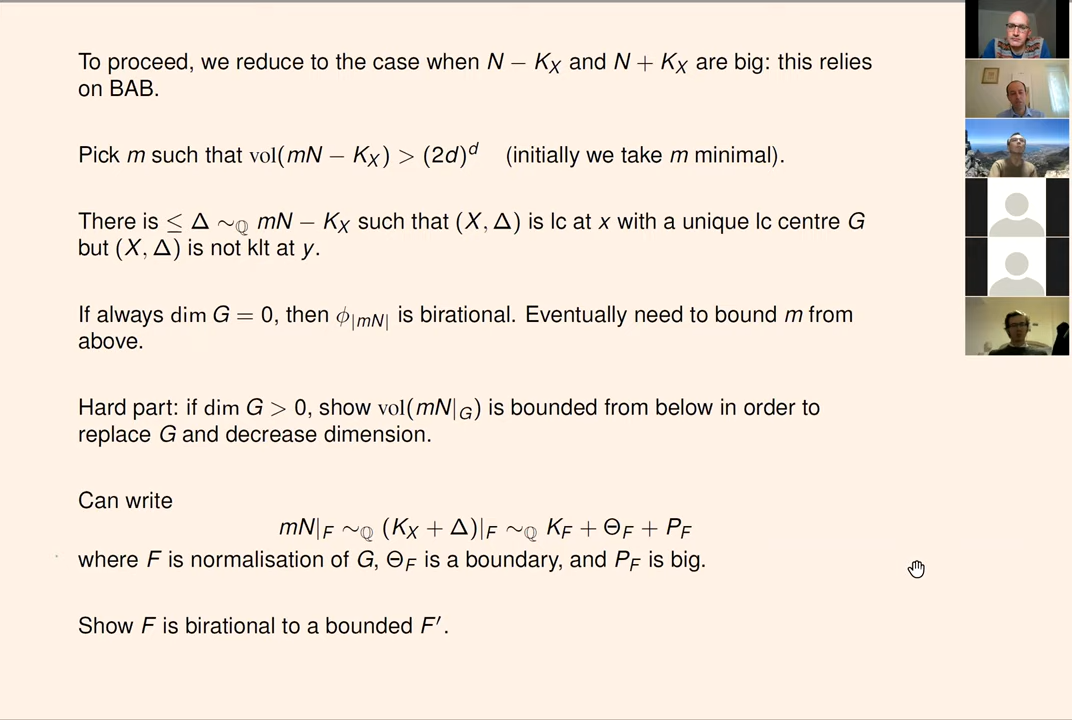 To proceed, we reduce to the case when N − K_X and N + K_X are big: this relies
on BAB.
Pick m such that vol(mN − K_X) > (2d)^d (initially we take m minimal).
There is ≤ Δ ∼_ℚ mN − K_X such that (X, Δ) is lc at x with a unique lc centre G
but (X, Δ) is not klt at y.
If always dim G = 0, then ϕ_{|mN|} is birational. Eventually need to bound m from
above.
Hard part: if dim G > 0, show vol(mN|_G) is bounded from below in order to
replace G and decrease dimension.
Can write
mN|_F ∼_ℚ (K_X + Δ)|_F ∼_ℚ K_F + Θ_F + P_F
where F is normalisation of G, Θ_F is a boundary, and P_F is big.
Show F is birational to a bounded F′.